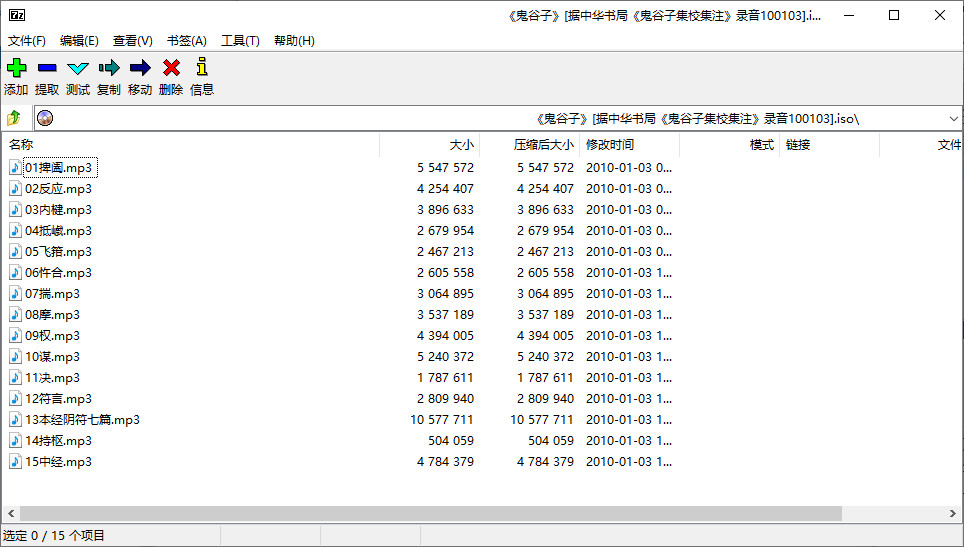 《鬼谷子》[据中华书局《鬼谷子集校集注》录音100103].i...
文件(F) 编辑(E) 查看(V) 书签(A) 工具(T) 帮助(H)
添加 提取 测试 复制 移动 删除 信息
《鬼谷子》[据中华书局《鬼谷子集校集注》录音100103].iso\
名称 大小 压缩后大小 修改时间 模式 链接 文件
01捭阖.mp3 5 547 572 5 547 572 2010-01-03 0...
02反应.mp3 4 254 407 4 254 407 2010-01-03 0...
03内楗.mp3 3 896 633 3 896 633 2010-01-03 0...
04抵巇.mp3 2 679 954 2 679 954 2010-01-03 0...
05飞箝.mp3 2 467 213 2 467 213 2010-01-03 0...
06忤合.mp3 2 605 558 2 605 558 2010-01-03 1...
07揣.mp3 3 064 895 3 064 895 2010-01-03 1...
08摩.mp3 3 537 189 3 537 189 2010-01-03 1...
09权.mp3 4 394 005 4 394 005 2010-01-03 1...
10谋.mp3 5 240 372 5 240 372 2010-01-03 1...
11决.mp3 1 787 611 1 787 611 2010-01-03 1...
12符言.mp3 2 809 940 2 809 940 2010-01-03 1...
13本经阴符七篇.mp3 10 577 711 10 577 711 2010-01-03 1...
14持枢.mp3 504 059 504 059 2010-01-03 1...
15中经.mp3 4 784 379 4 784 379 2010-01-03 1...
选定 0 / 15 个项目